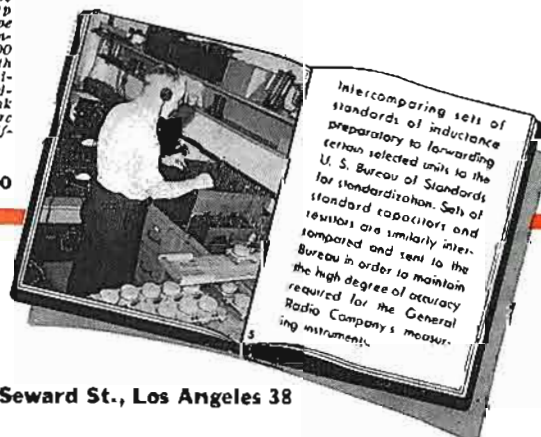 Intercomparing sets of
standards of inductance
preparatory to forwarding
certain selected units to the
U. S. Bureau of Standards
for standardization. Sets of
standard capacitors and
resistors are similarly inter-
compared and sent to the
Bureau in order to maintain
the high degree of accuracy
required for the General
Radio Company's measur-
ing instruments.
5
Seward St., Los Angeles 38